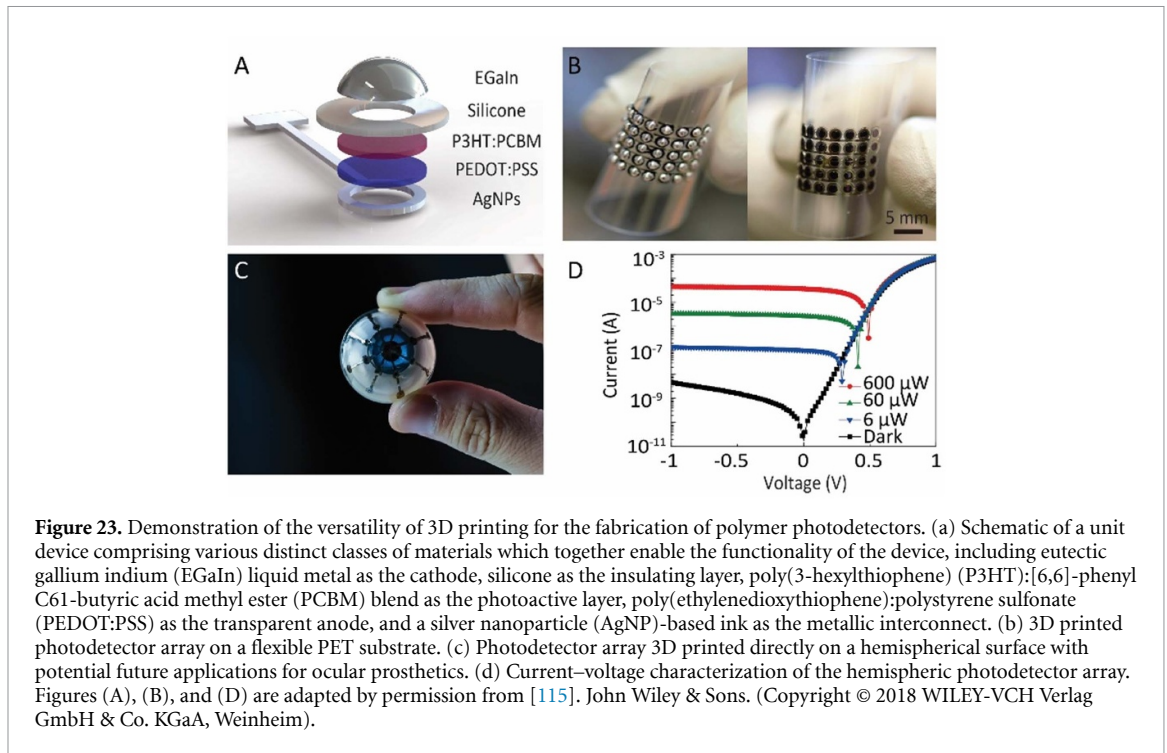 A
EGaIn
Silicone
P3HT:PCBM
PEDOT:PSS
AgNPs
B
5 mm
C
D
10-3
10-5
10-7
10-9
10-11
Current (A)
600 µW
60 µW
6 µW
Dark
-1
-0.5
0
0.5
1
Voltage (V)
Figure 23. Demonstration of the versatility of 3D printing for the fabrication of polymer photodetectors. (a) Schematic of a unit
device comprising various distinct classes of materials which together enable the functionality of the device, including eutectic
gallium indium (EGaIn) liquid metal as the cathode, silicone as the insulating layer, poly(3-hexylthiophene) (P3HT):[6,6]-phenyl
C61-butyric acid methyl ester (PCBM) blend as the photoactive layer, poly(ethylenedioxythiophene):polystyrene sulfonate
(PEDOT:PSS) as the transparent anode, and a silver nanoparticle (AgNP)-based ink as the metallic interconnect. (b) 3D printed
photodetector array on a flexible PET substrate. (c) Photodetector array 3D printed directly on a hemispherical surface with
potential future applications for ocular prosthetics. (d) Current–voltage characterization of the hemispheric photodetector array.
Figures (A), (B), and (D) are adapted by permission from [115]. John Wiley & Sons. (Copyright © 2018 WILEY-VCH Verlag
GmbH & Co. KGaA, Weinheim).